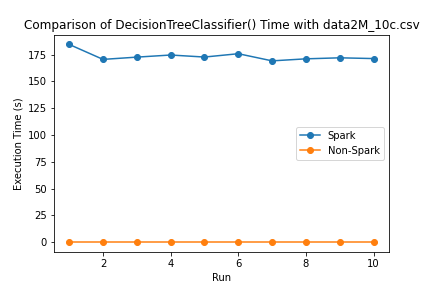 Comparison of DecisionTreeClassifier() Time with data2M_10c.csv
175
150
125
100
75
50
25
0
Execution Time (s)
Spark
Non-Spark
2
4
6
8
10
Run